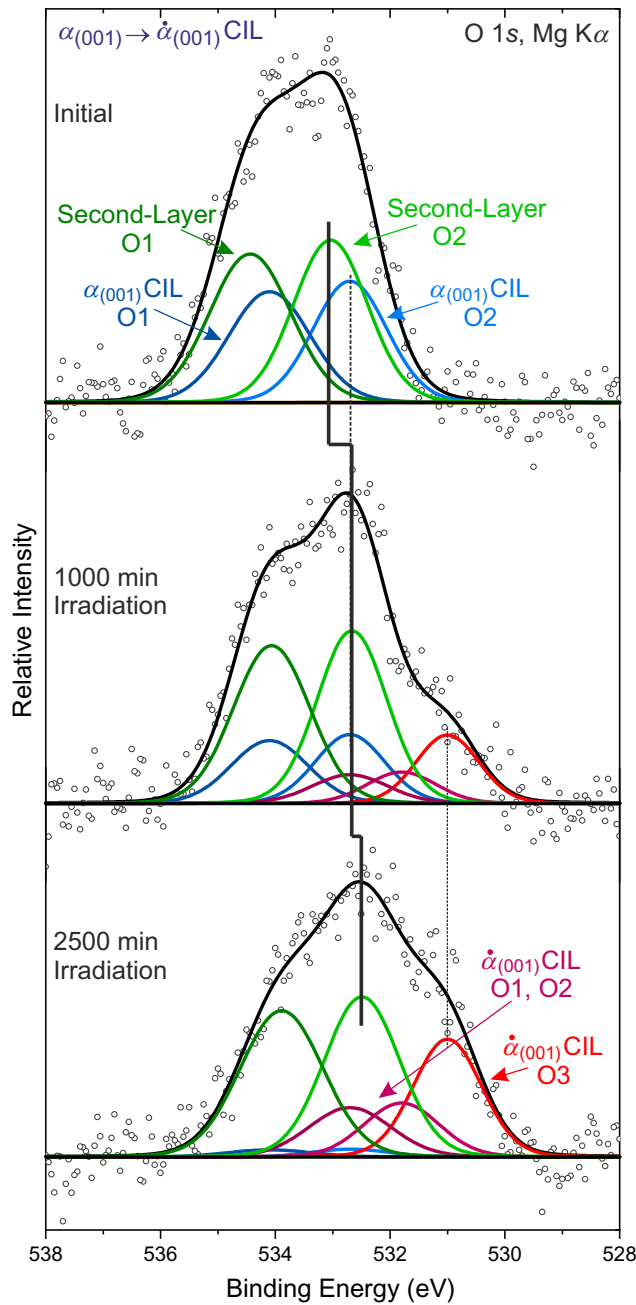 α(001)→α̇(001)CIL
O 1s, Mg Kα
Initial
Second-Layer
O1
Second-Layer
O2
α(001)CIL
O1
α(001)CIL
O2
Relative Intensity
1000 min
Irradiation
2500 min
Irradiation
α̇(001)CIL
O1, O2
α̇(001)CIL
O3
538 536 534 532 530 528
Binding Energy (eV)